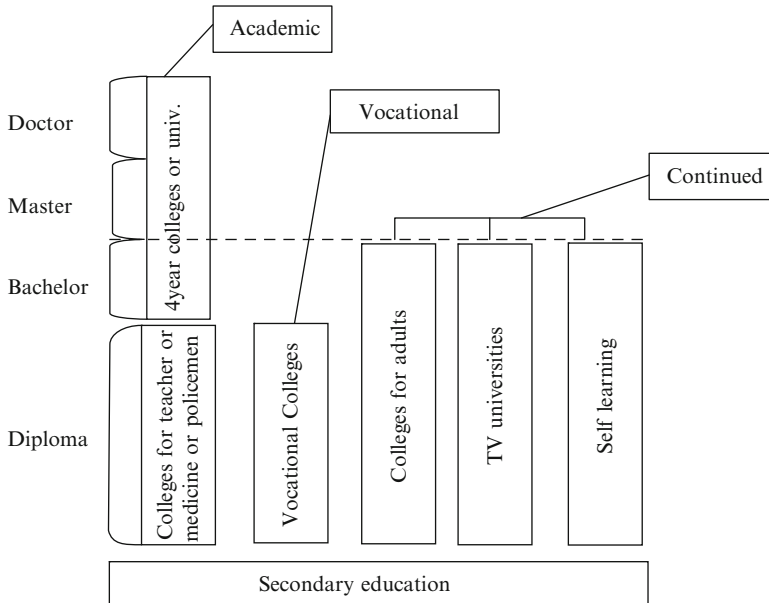 Academic
Vocational
Continued
Doctor
Master
Bachelor
Diploma
4year colleges or univ.
Colleges for teacher or
medicine or policemen
Vocational Colleges
Colleges for adults
TV universities
Self learning
Secondary education